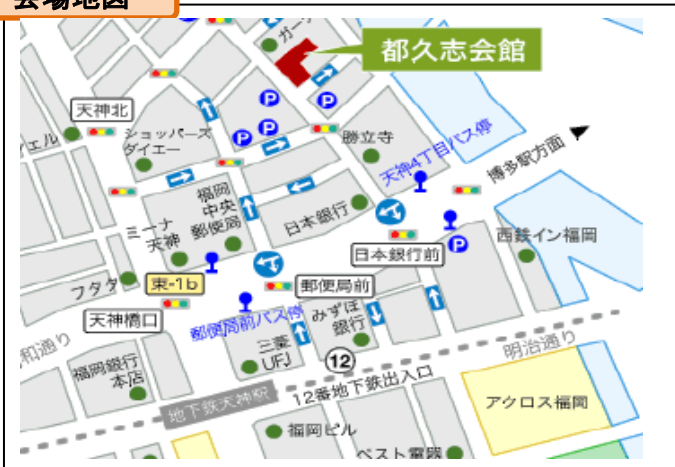 会場地図
都久志会館
天神北
ショッパーズ
ダイエー
勝立寺
天神4丁目バス停
博多駅方面
福岡
中央
郵便局
ミーナ
天神
日本銀行
日本銀行前
西鉄イン福岡
フタタ
東-1b
郵便局前
天神橋口
郵便局前バス停
みずほ
銀行
三菱
UFJ
和通り
明治通り
福岡銀行
本店
12
12番地下鉄出入口
地下鉄天神駅
アクロス福岡
福岡ビル
ベスト電器